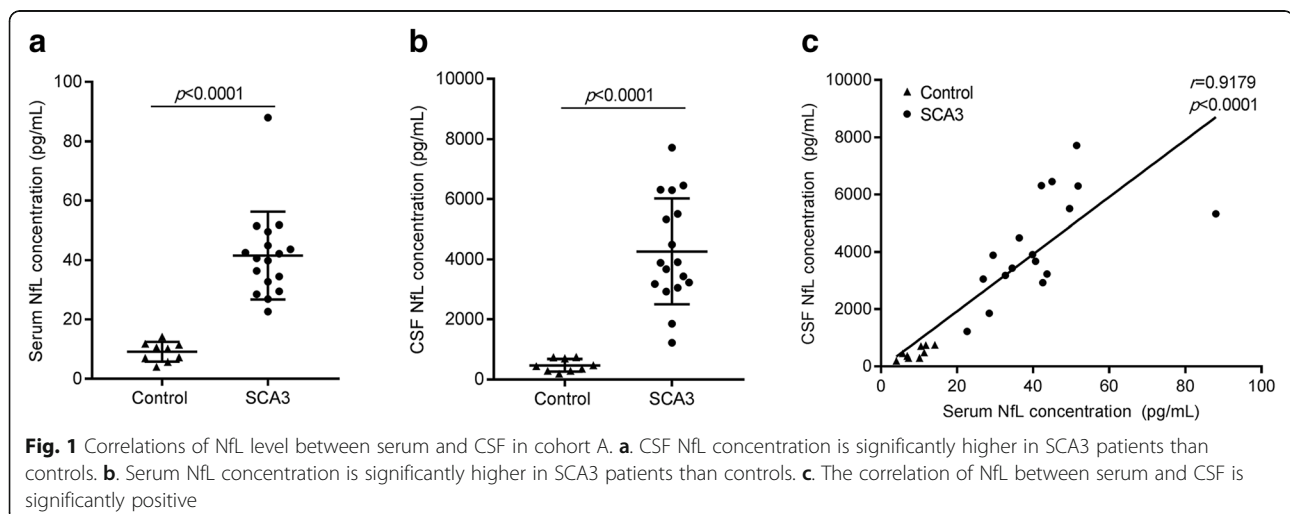 a
100
80
60
40
20
0
Serum NfL concentration (pg/mL)
p<0.0001
Control
SCA3
b
10000
8000
6000
4000
2000
0
CSF NfL concentration (pg/mL)
p<0.0001
Control
SCA3
c
10000
8000
6000
4000
2000
0
CSF NfL concentration (pg/mL)
Control
SCA3
r=0.9179
p<0.0001
0
20
40
60
80
100
Serum NfL concentration (pg/mL)
Fig. 1 Correlations of NfL level between serum and CSF in cohort A. a. CSF NfL concentration is significantly higher in SCA3 patients than
controls. b. Serum NfL concentration is significantly higher in SCA3 patients than controls. c. The correlation of NfL between serum and CSF is
significantly positive